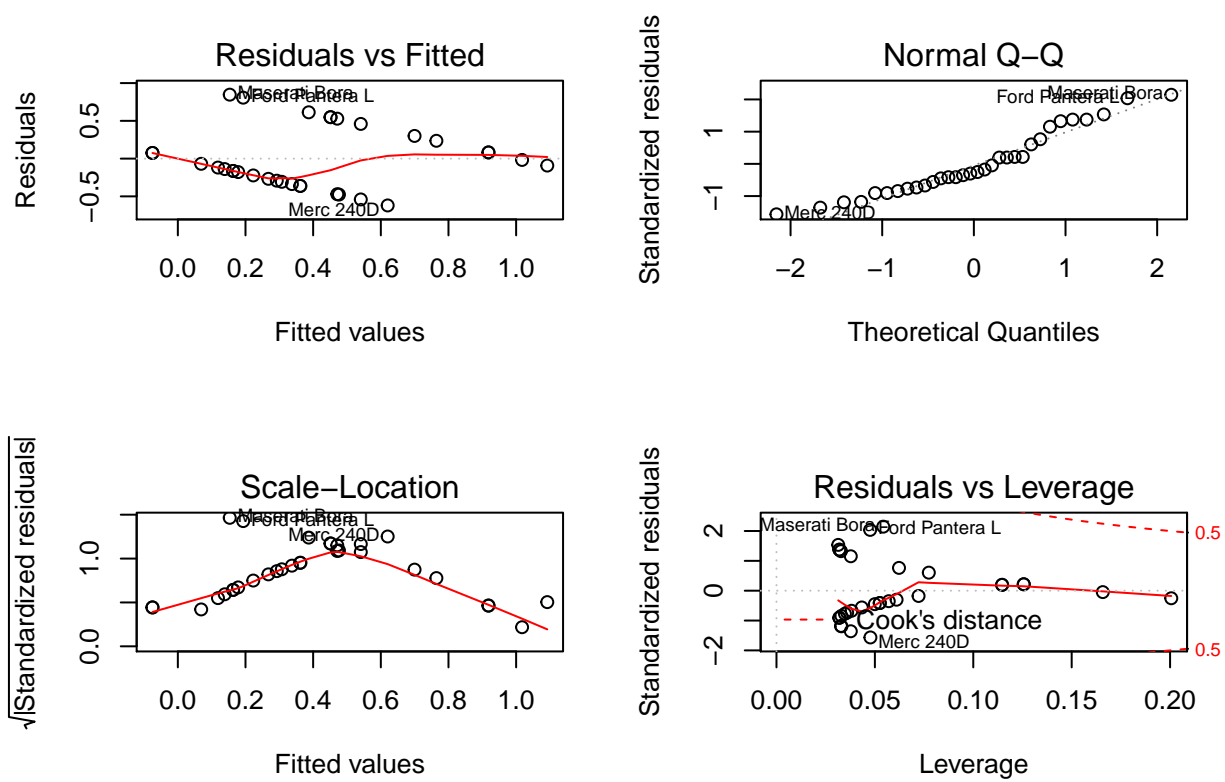 Residuals vs Fitted
Residuals
0.5
−0.5
Maserati Bora
Ford Pantera L
Merc 240D
0.0 0.2 0.4 0.6 0.8 1.0
Fitted values
Normal Q−Q
Standardized residuals
1
−1
Maserati Bora
Ford Pantera L
Merc 240D
−2 −1 0 1 2
Theoretical Quantiles
Scale−Location
√|Standardized residuals|
1.0
0.0
Maserati Bora
Ford Pantera L
Merc 240D
0.0 0.2 0.4 0.6 0.8 1.0
Fitted values
Residuals vs Leverage
Standardized residuals
2
0
−2
Maserati Bora
Ford Pantera L
0.5
Cook's distance
Merc 240D
0.5
0.00 0.05 0.10 0.15 0.20
Leverage